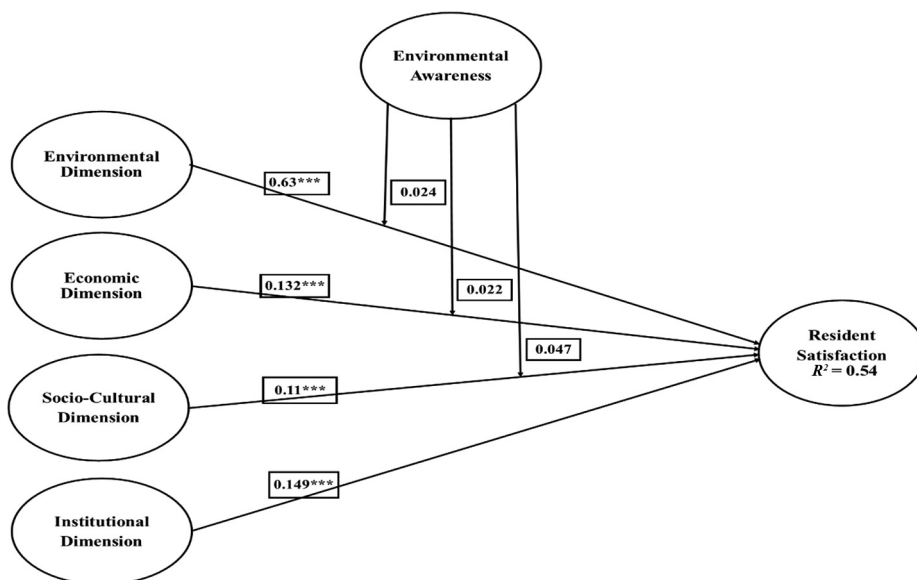 Environmental
Awareness
Environmental
Dimension
0.63***
0.024
Economic
Dimension
0.132***
0.022
0.047
Resident
Satisfaction
R² = 0.54
Socio-Cultural
Dimension
0.11***
0.149***
Institutional
Dimension